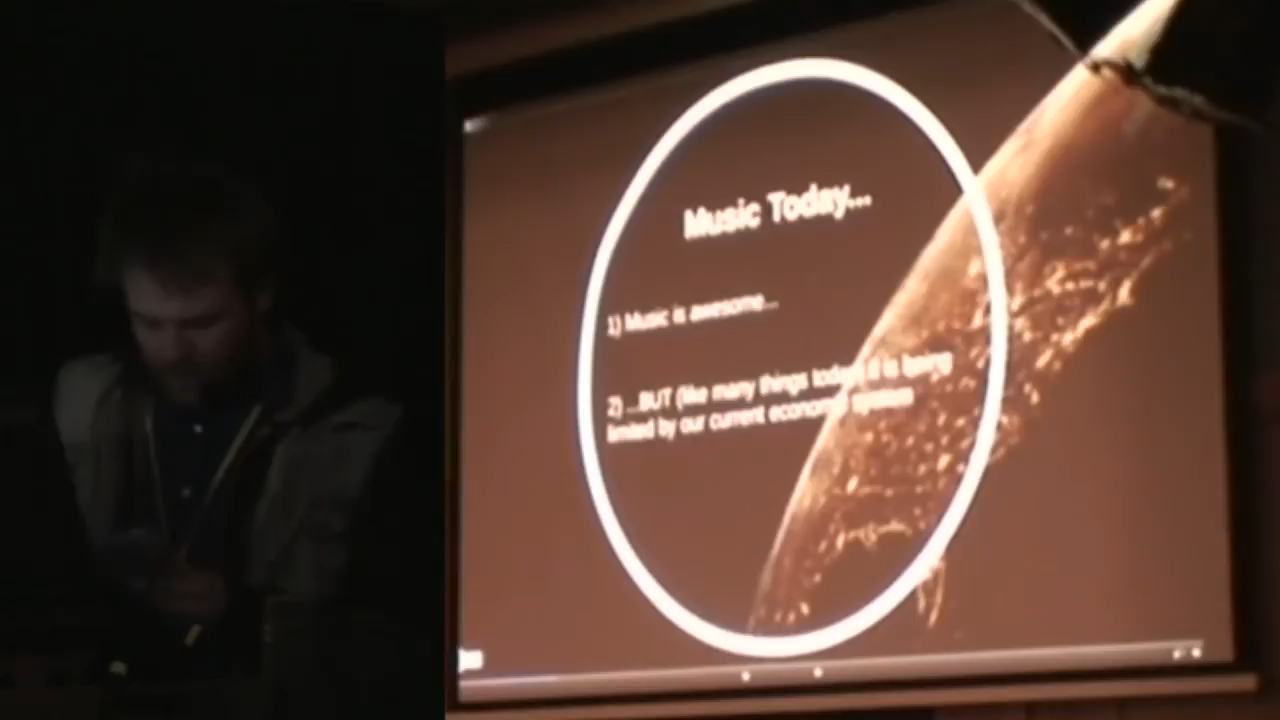 Music Today...
1) Music is awesome...
2) ...BUT (like many things today) it is being
limited by our current economic system